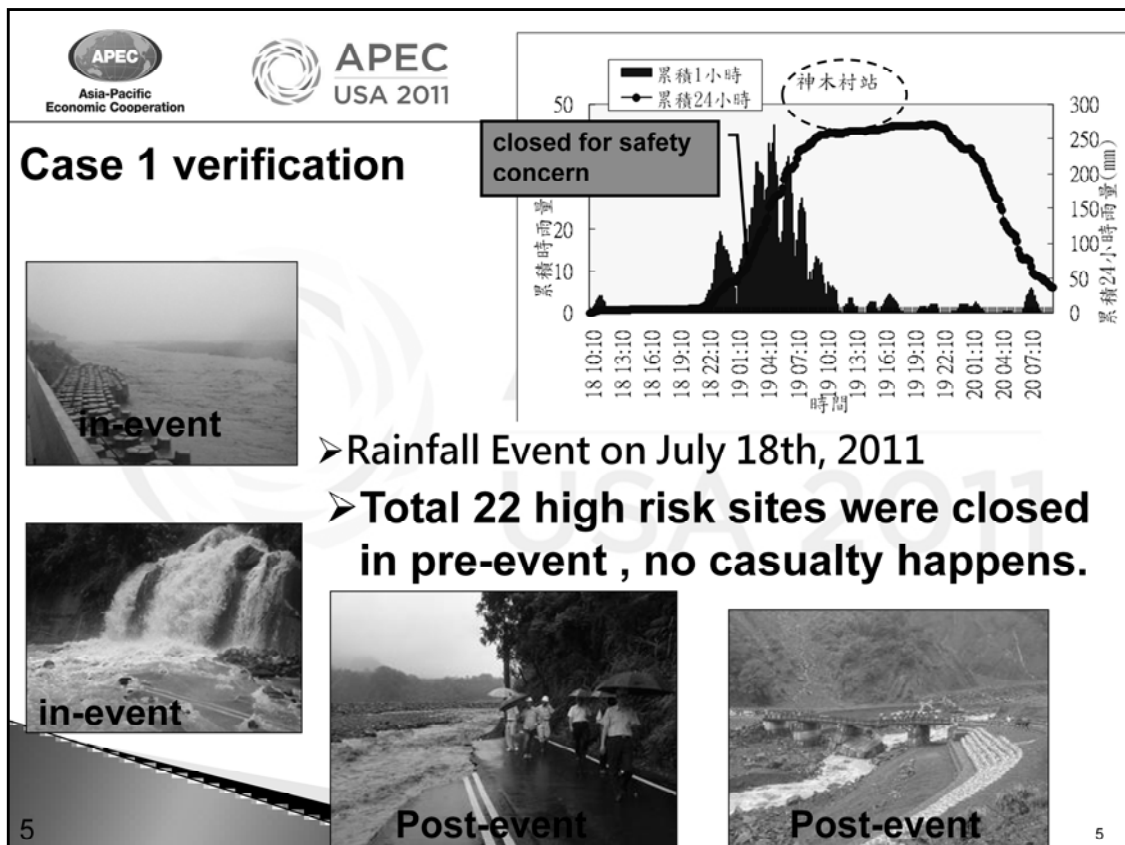 APEC
Asia-Pacific
Economic Cooperation
APEC
USA 2011
Case 1 verification
累積1小時
累積24小時
神木村站
closed for safety
concern
50
20
10
0
累積時雨量
300
250
200
150
100
50
0
累積24小時雨量(mm)
18 10:10
18 13:10
18 16:10
18 19:10
18 22:10
19 01:10
19 04:10
19 07:10
19 10:10
19 13:10
19 16:10
19 19:10
19 22:10
20 01:10
20 04:10
20 07:10
時間
in-event
➢Rainfall Event on July 18th, 2011
➢Total 22 high risk sites were closed
in pre-event , no casualty happens.
in-event
Post-event
Post-event
5
5
USA 2011